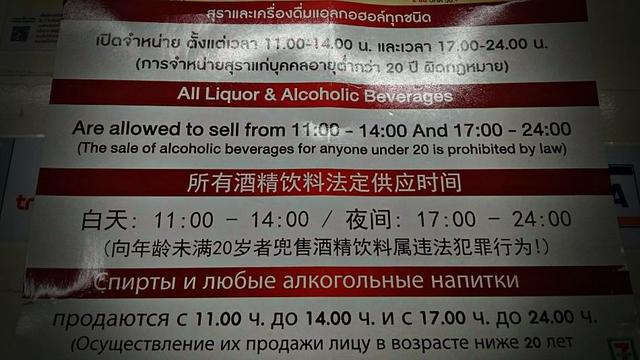 สุราและเครื่องดื่มแอลกอฮอล์ทุกชนิด
เปิดจำหน่าย ตั้งแต่เวลา 11.00-14.00 น. และเวลา 17.00-24.00 น.
(การจำหน่ายสุราแก่บุคคลอายุต่ำกว่า 20 ปี ผิดกฎหมาย)
All Liquor & Alcoholic Beverages
Are allowed to sell from 11:00 - 14:00 And 17:00 - 24:00
(The sale of alcoholic beverages for anyone under 20 is prohibited by law)
所有酒精饮料法定供应时间
白天: 11:00 - 14:00 / 夜间: 17:00 - 24:00
(向年龄未满20岁者兜售酒精饮料属违法犯罪行为!)
Спирты и любые алкогольные напитки
продаются с 11.00 ч. до 14.00 ч. и с 17.00 ч. до 24.00 ч.
(Осуществление их продажи лицу в возрасте ниже 20 лет